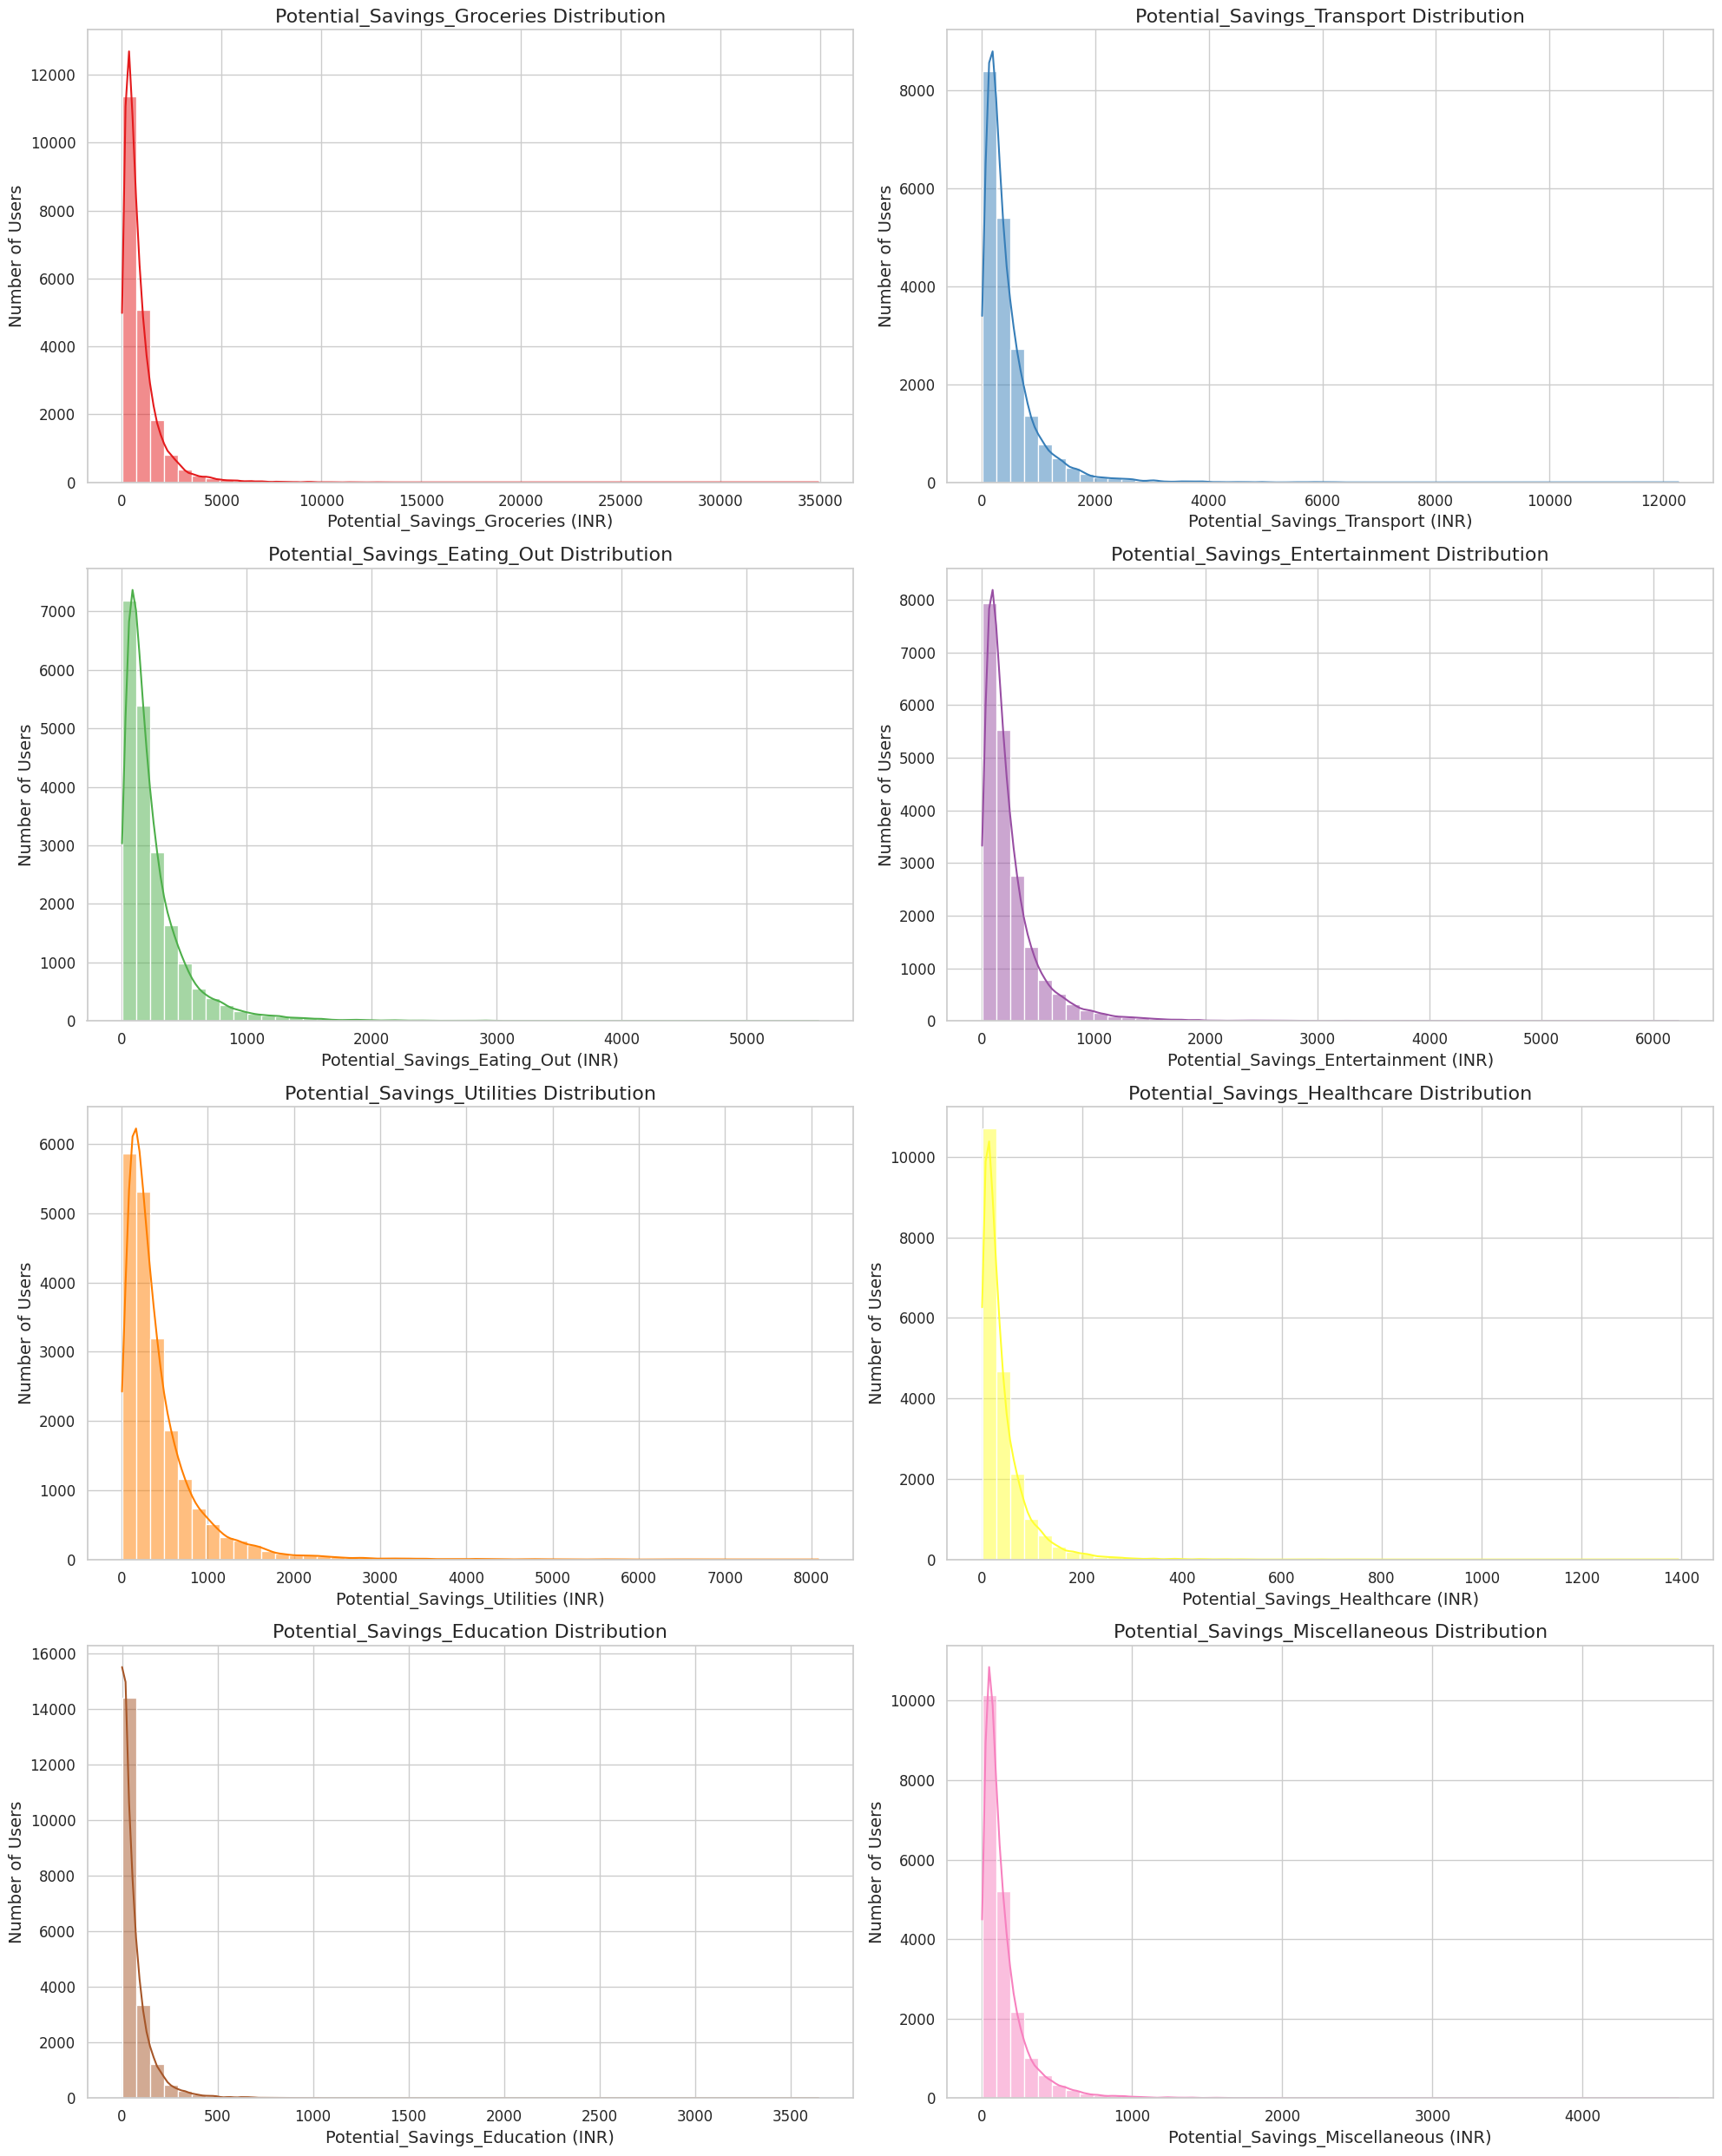 Potential_Savings_Groceries Distribution
Number of Users
12000
10000
8000
6000
4000
2000
0
0 5000 10000 15000 20000 25000 30000 35000
Potential_Savings_Groceries (INR)
Potential_Savings_Transport Distribution
Number of Users
8000
6000
4000
2000
0
0 2000 4000 6000 8000 10000 12000
Potential_Savings_Transport (INR)
Potential_Savings_Eating_Out Distribution
Number of Users
7000
6000
5000
4000
3000
2000
1000
0
0 1000 2000 3000 4000 5000
Potential_Savings_Eating_Out (INR)
Potential_Savings_Entertainment Distribution
Number of Users
8000
7000
6000
5000
4000
3000
2000
1000
0
0 1000 2000 3000 4000 5000 6000
Potential_Savings_Entertainment (INR)
Potential_Savings_Utilities Distribution
Number of Users
6000
5000
4000
3000
2000
1000
0
0 1000 2000 3000 4000 5000 6000 7000 8000
Potential_Savings_Utilities (INR)
Potential_Savings_Healthcare Distribution
Number of Users
10000
8000
6000
4000
2000
0
0 200 400 600 800 1000 1200 1400
Potential_Savings_Healthcare (INR)
Potential_Savings_Education Distribution
Number of Users
16000
14000
12000
10000
8000
6000
4000
2000
0
0 500 1000 1500 2000 2500 3000 3500
Potential_Savings_Education (INR)
Potential_Savings_Miscellaneous Distribution
Number of Users
10000
8000
6000
4000
2000
0
0 1000 2000 3000 4000
Potential_Savings_Miscellaneous (INR)